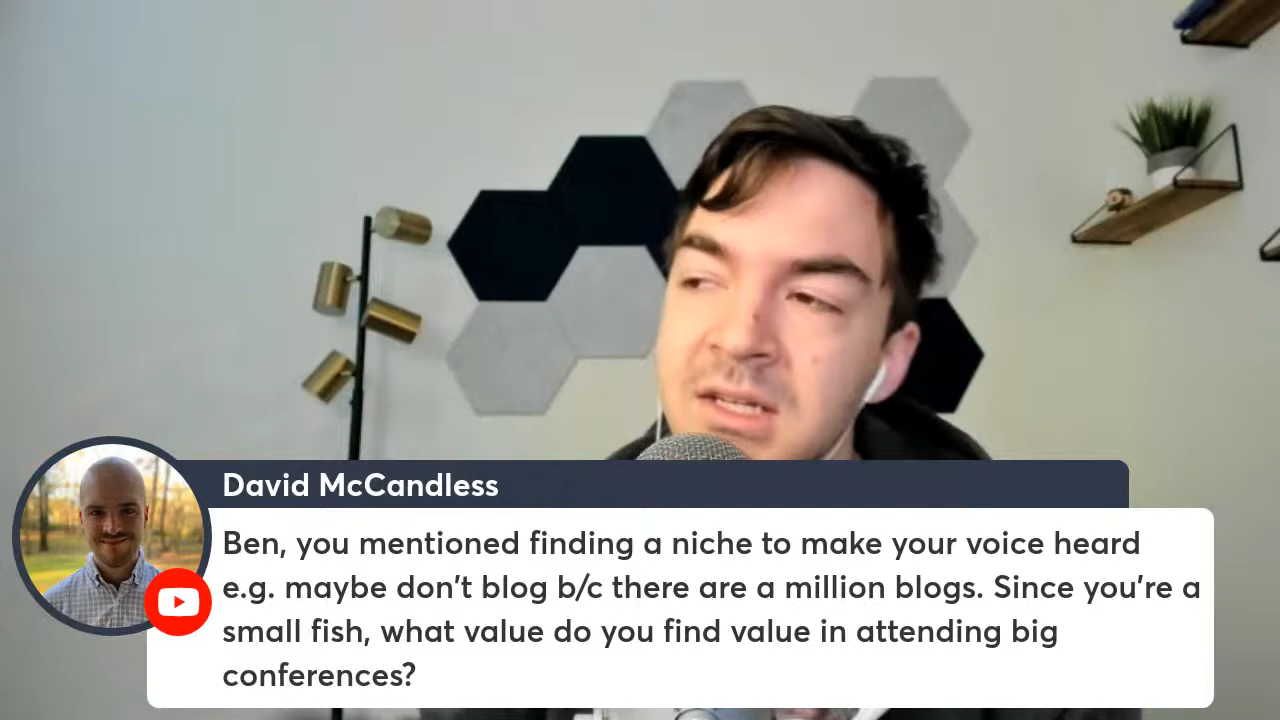 David McCandless
Ben, you mentioned finding a niche to make your voice heard
e.g. maybe don't blog b/c there are a million blogs. Since you're a
small fish, what value do you find value in attending big
conferences?